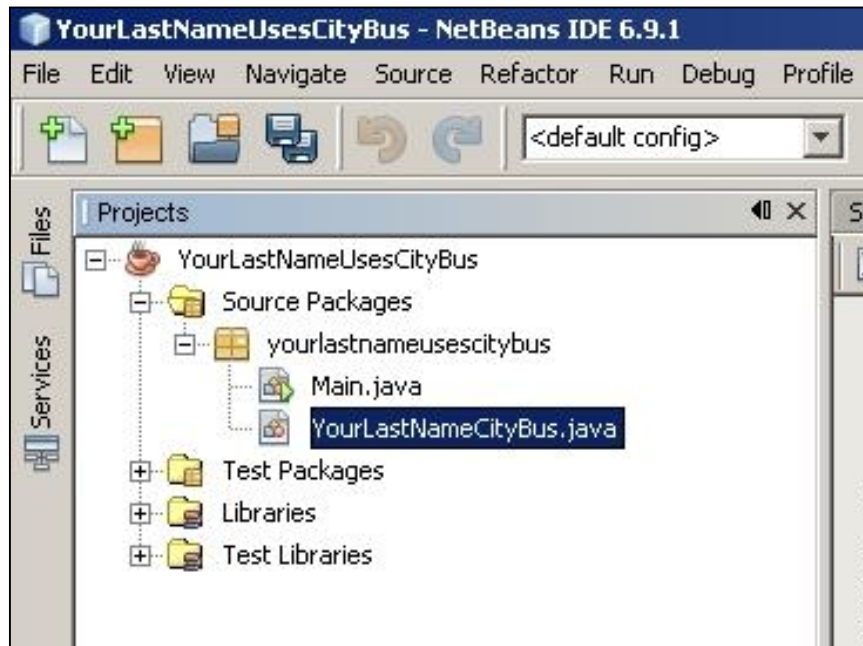 YourLastNameUsesCityBus - NetBeans IDE 6.9.1
File Edit View Navigate Source Refactor Run Debug Profile
<default config>
Files
Services
Projects
YourLastNameUsesCityBus
Source Packages
yourlastnameusescitybus
Main.java
YourLastNameCityBus.java
Test Packages
Libraries
Test Libraries